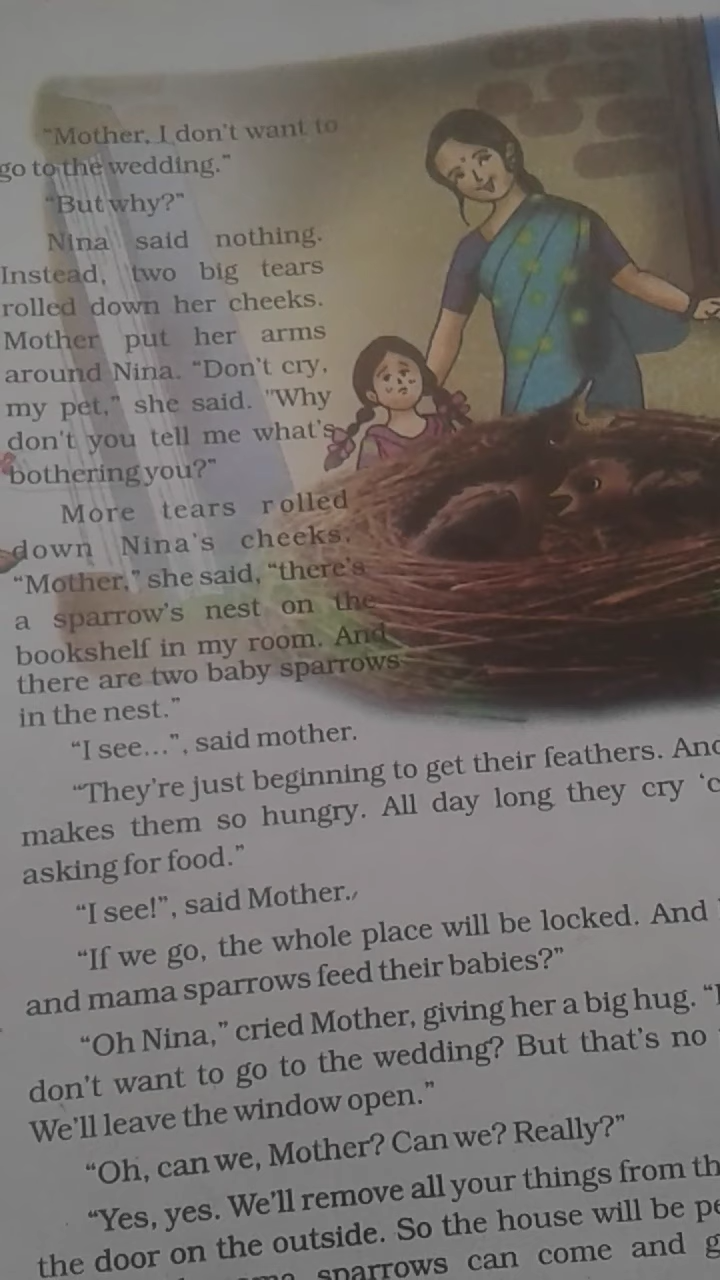 "Mother, I don't want to
go to the wedding."
"But why?"
Nina said nothing.
Instead, two big tears
rolled down her cheeks.
Mother put her arms
around Nina. "Don't cry,
my pet," she said. "Why
don't you tell me what's
bothering you?"
More tears rolled
down Nina's cheeks.
"Mother," she said, "there's
a sparrow's nest on the
bookshelf in my room. And
there are two baby sparrows
in the nest."
"I see...", said mother.
"They're just beginning to get their feathers. And
makes them so hungry. All day long they cry
asking for food."
"I see!", said Mother.
"If we go, the whole place will be locked. And
and mama sparrows feed their babies?"
"Oh Nina," cried Mother, giving her a big hug.
don't want to go to the wedding? But that's no
We'll leave the window open."
"Oh, can we, Mother? Can we? Really?"
"Yes, yes. We'll remove all your things from
the door on the outside. So the house will be
sparrows can come and